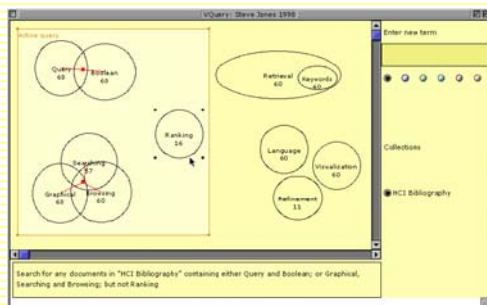 VQuery: Steve Jones 1998
Active query
Enter new term
Query
60
Boolean
60
Retrieval
60
Keywords
60
Ranking
16
Collections
Searching
57
Language
60
Visualization
60
Graphical
60
Browsing
60
Refinement
11
HCI Bibliography
Search for any documents in "HCI Bibliography" containing either Query and Boolean; or Graphical,
Searching and Browsing; but not Ranking